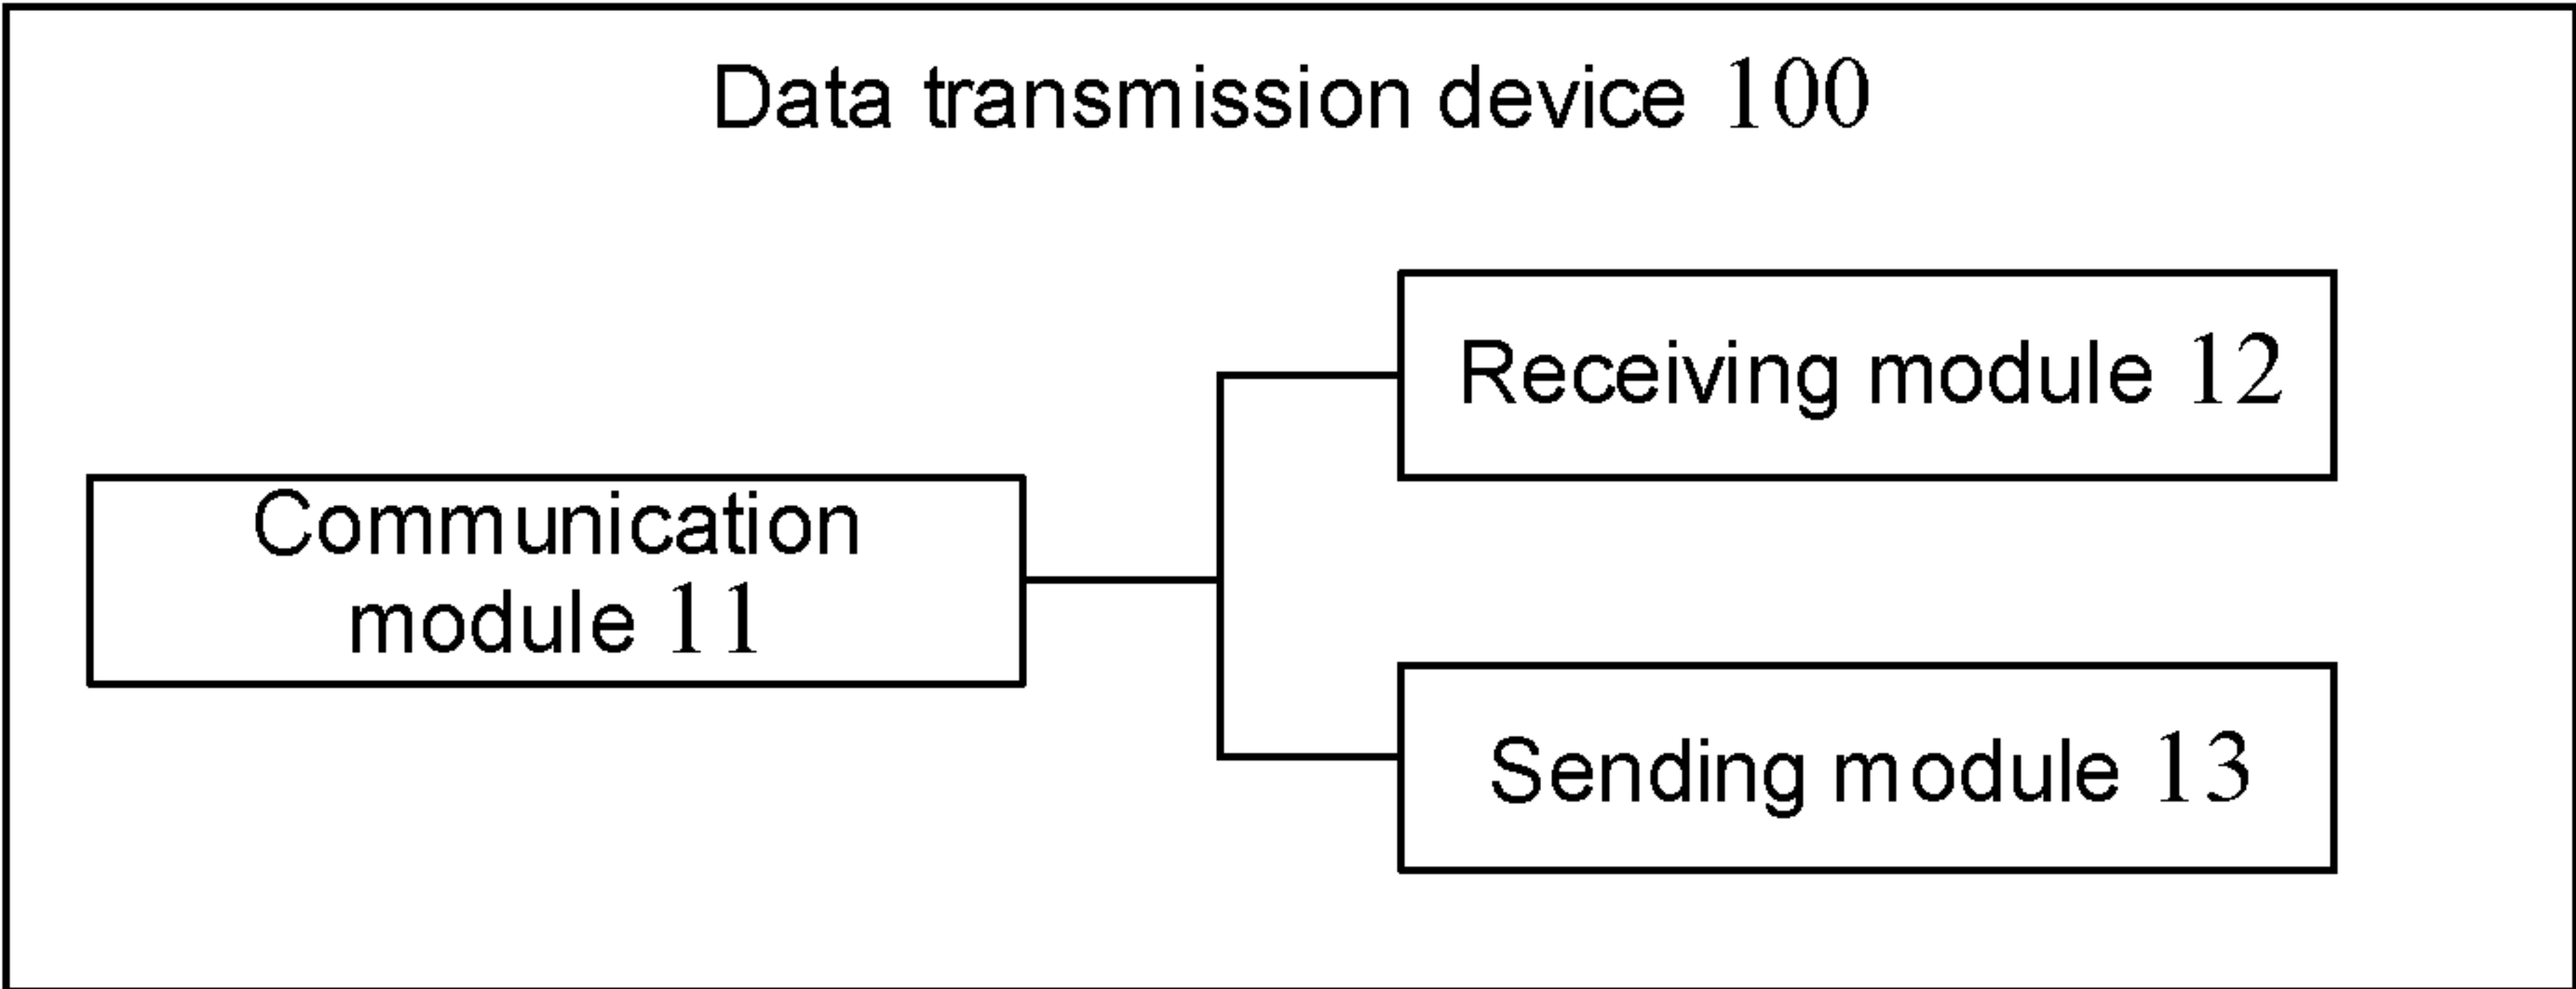 Data transmission device 100
Receiving module 12
Communication
module 11
Sending module 13